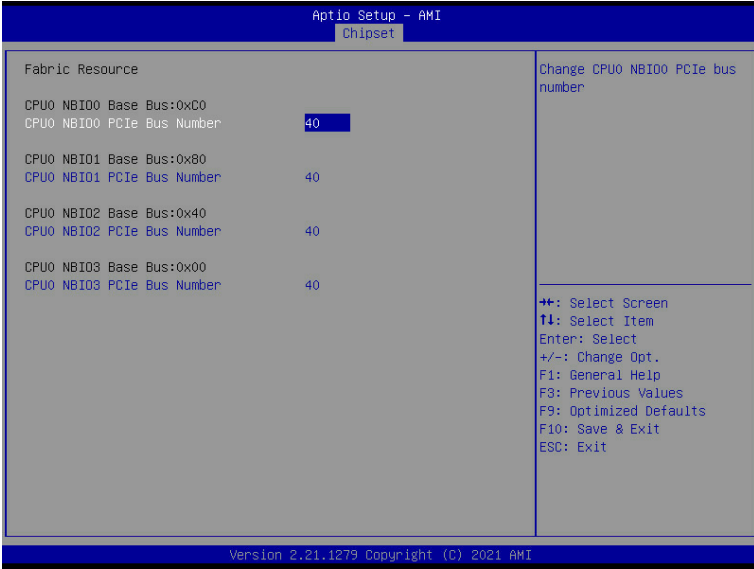 Aptio Setup – AMI
Chipset
Fabric Resource
CPU0 NBIO0 Base Bus:0xC0
CPU0 NBIO0 PCIe Bus Number 40
CPU0 NBIO1 Base Bus:0x80
CPU0 NBIO1 PCIe Bus Number 40
CPU0 NBIO2 Base Bus:0x40
CPU0 NBIO2 PCIe Bus Number 40
CPU0 NBIO3 Base Bus:0x00
CPU0 NBIO3 PCIe Bus Number 40
Change CPU0 NBIO0 PCIe bus
number
→←: Select Screen
↑↓: Select Item
Enter: Select
+/-: Change Opt.
F1: General Help
F3: Previous Values
F9: Optimized Defaults
F10: Save & Exit
ESC: Exit
Version 2.21.1279 Copyright (C) 2021 AMI